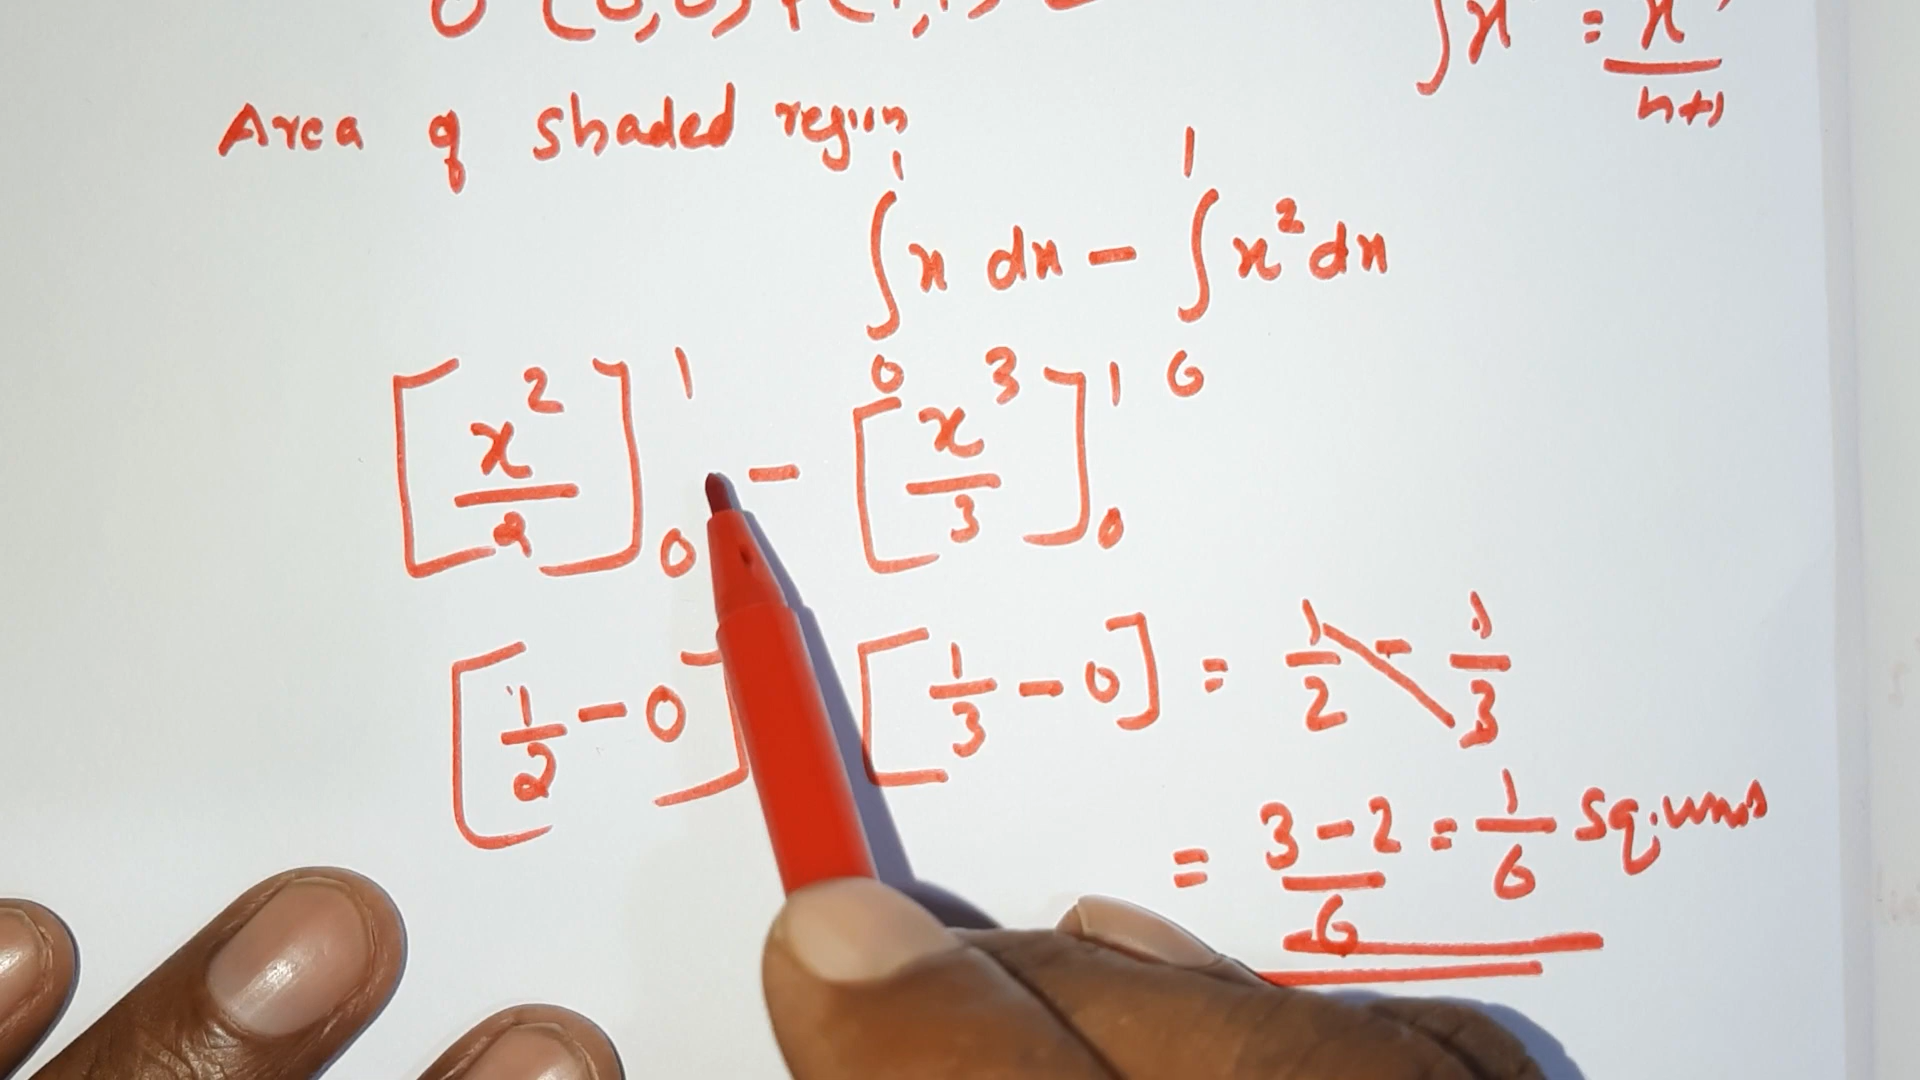 ∫x = x
n+1
Area of shaded region
∫₀¹ x dx - ∫₀¹ x² dx
[x²/2]₀¹ - [x³/3]₀¹
[1/2 - 0] [1/3 - 0] = 1/2 - 1/3
= 3-2/6 = 1/6 sq.units